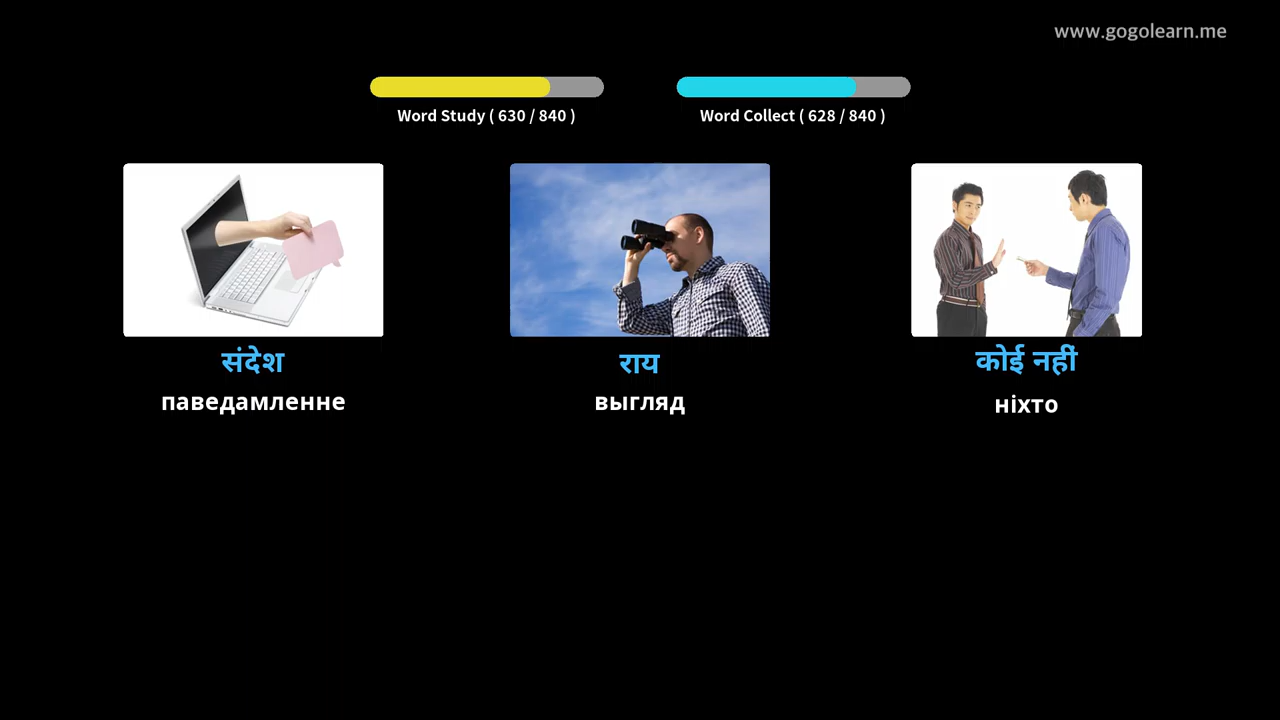 www.gogolearn.me
Word Study ( 630 / 840 )
Word Collect ( 628 / 840 )
संदेश
राय
कोई नहीं
паведамленне
выгляд
ніхто